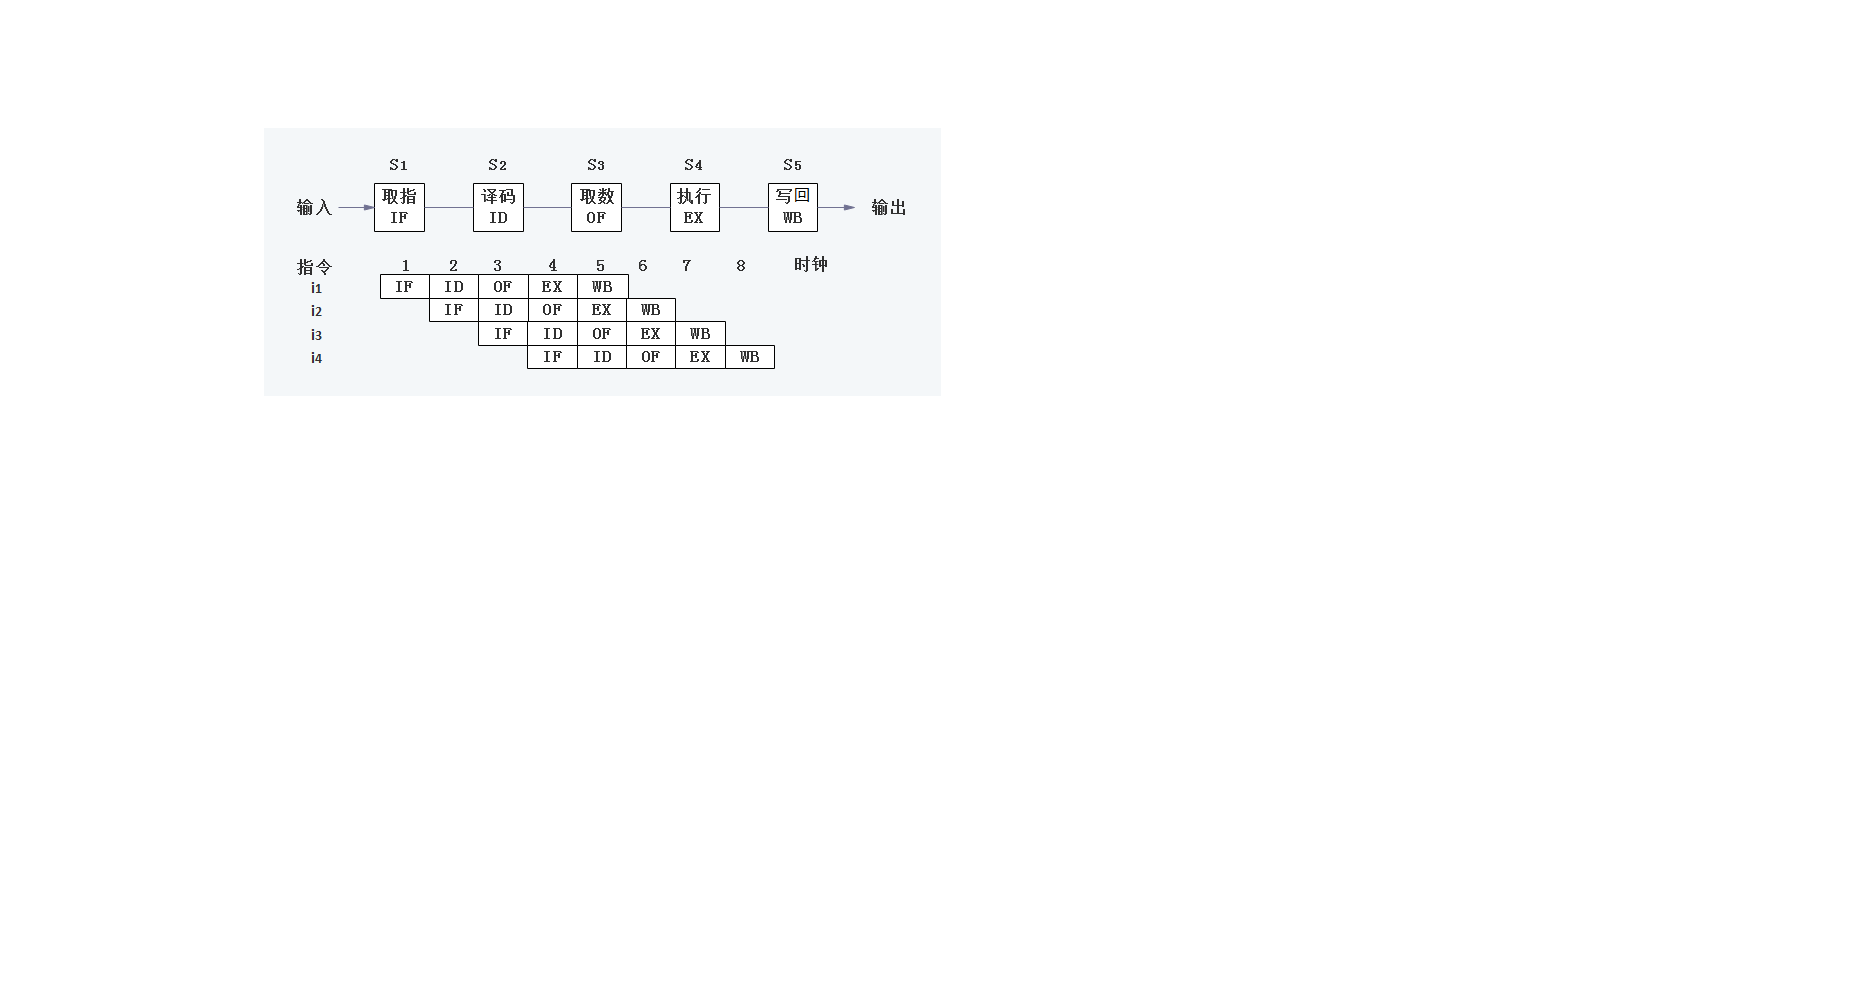 S1 S2 S3 S4 S5
输入 取指 译码 取数 执行 写回 输出
IF ID OF EX WB
指令 1 2 3 4 5 6 7 8 时钟
i1 IF ID OF EX WB
i2 IF ID OF EX WB
i3 IF ID OF EX WB
i4 IF ID OF EX WB